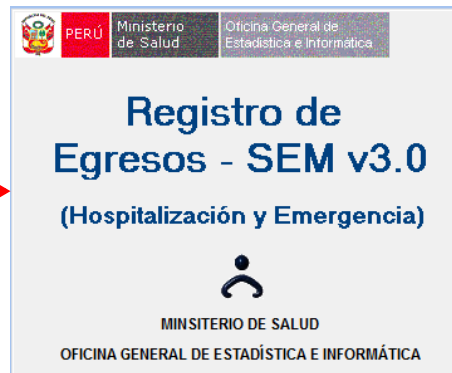 PERÚ
Ministerio
de Salud
Oficina General de
Estadística e Informática
Registro de
Egresos - SEM v3.0
(Hospitalización y Emergencia)
MINSITERIO DE SALUD
OFICINA GENERAL DE ESTADÍSTICA E INFORMÁTICA